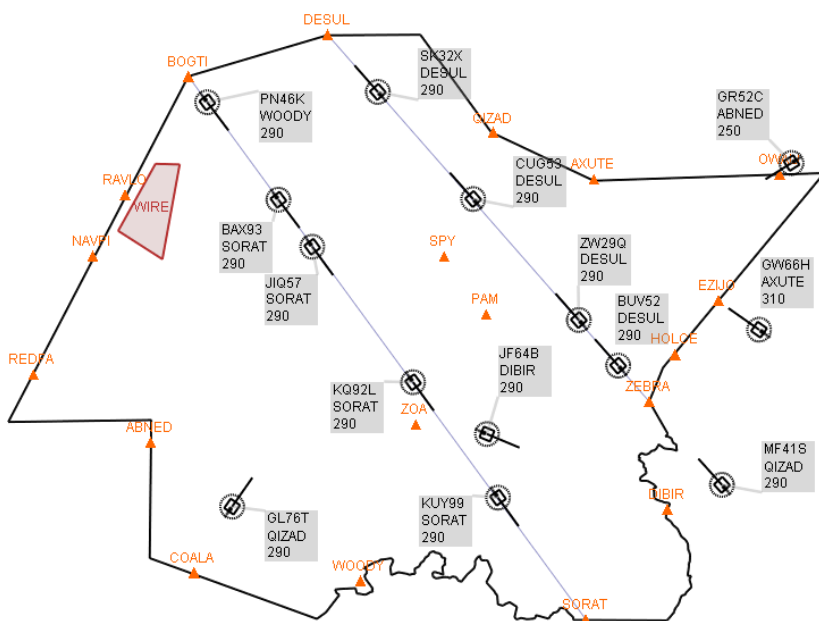 DESUL
BOGTI
SK32X
DESUL
290
PN46K
WOODY
290
GR52C
ABNED
250
QIZAD
CUG53
DESUL
290
AXUTE
RAVLO
WIRE
BAX93
SORAT
290
NAVPI
SPY
ZW29Q
DESUL
290
GW66H
AXUTE
310
JIQ57
SORAT
290
PAM
BUV52
DESUL
290
JF64B
DIBIR
290
REDFA
KQ92L
SORAT
290
ZOA
ZEBRA
ABNED
MF41S
QIZAD
290
KUY99
SORAT
290
DIBIR
GL76T
QIZAD
290
COALA
WOODY
SORAT